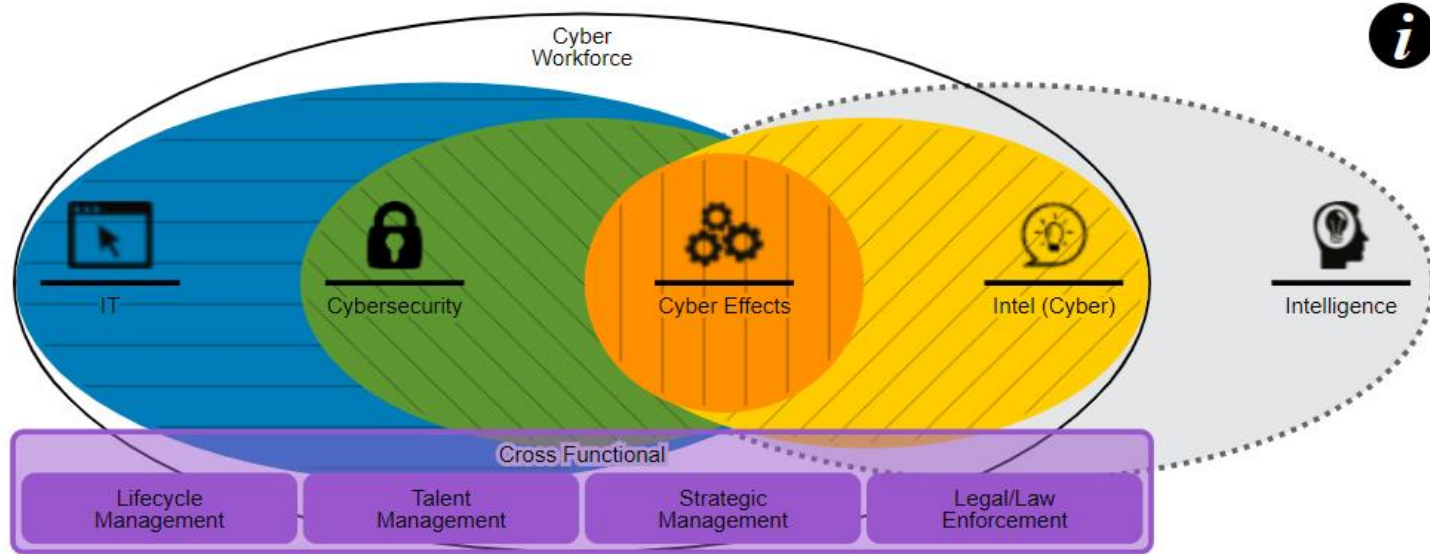 Cyber
Workforce
i
IT
Cybersecurity
Cyber Effects
Intel (Cyber)
Intelligence
Cross Functional
Lifecycle
Management
Talent
Management
Strategic
Management
Legal/Law
Enforcement